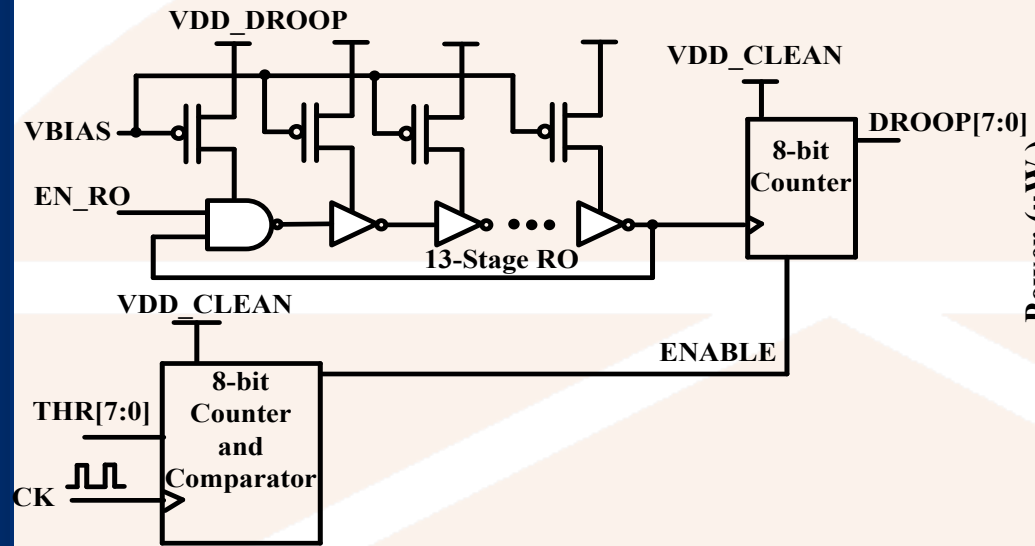 VDD_DROOP
VDD_CLEAN
VBIAS
DROOP[7:0]
8-bit
Counter
EN_RO
13-Stage RO
VDD_CLEAN
ENABLE
8-bit
Counter
and
Comparator
THR[7:0]
CK